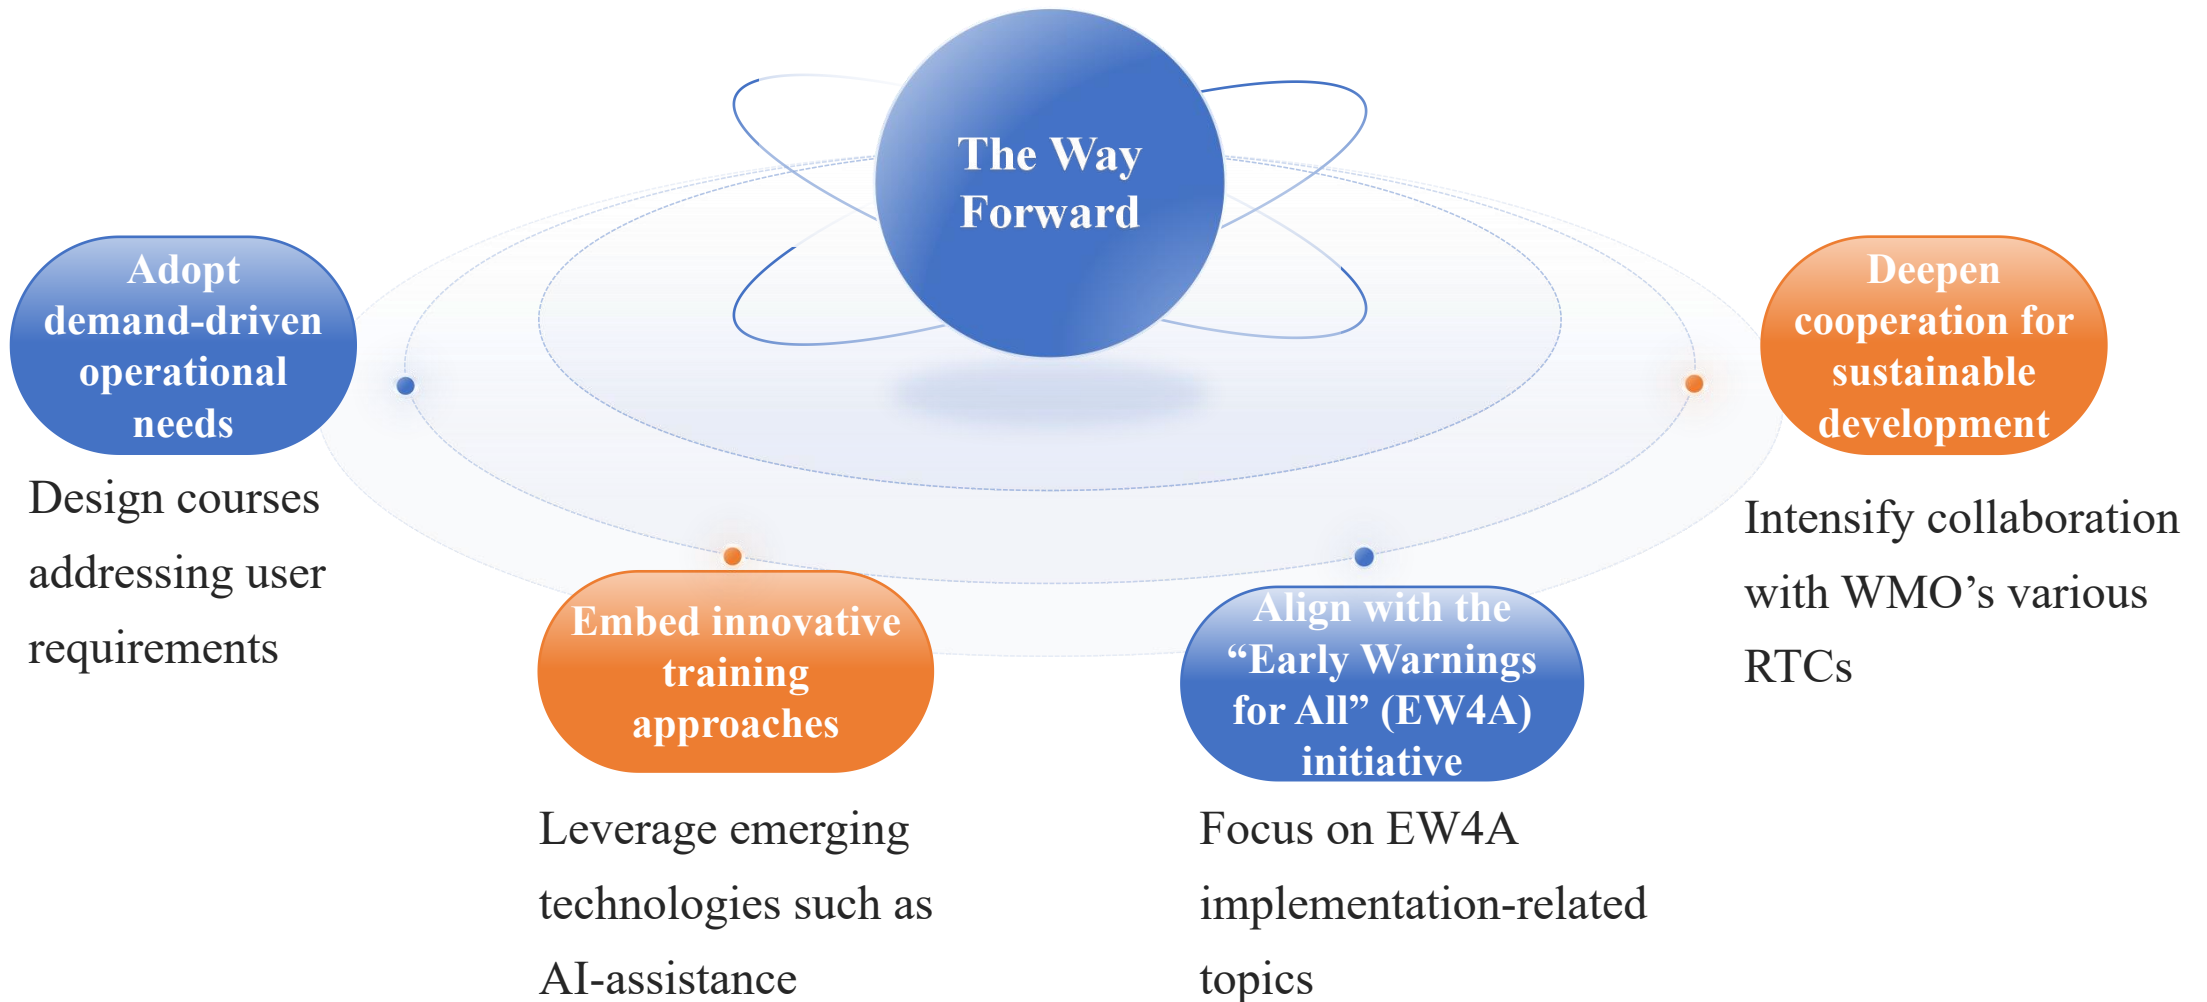 The Way
Forward
Adopt
demand-driven
operational
needs
Design courses
addressing user
requirements
Embed innovative
training
approaches
Leverage emerging
technologies such as
AI-assistance
Align with the
“Early Warnings
for All” (EW4A)
initiative
Focus on EW4A
implementation-related
topics
Deepen
cooperation for
sustainable
development
Intensify collaboration
with WMO’s various
RTCs